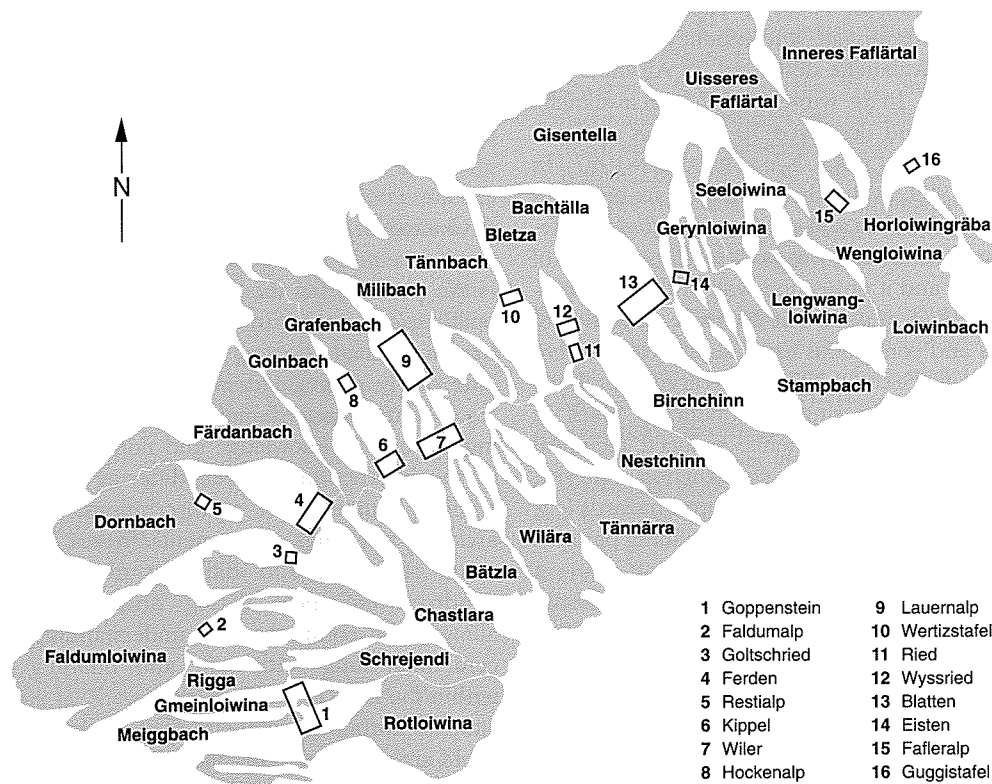 Inneres Faflärtal
Uisseres
Faflärtal
Gisentella
N
16
Seeloiwina
15
Bachtälla
Horloiwingräba
Gerynloiwina
Bletza
Wengloiwina
Tännbach
13
14
Milibach
Lengwang-
loiwina
10
12
Grafenbach
Loiwinbach
11
9
Golnbach
Stampbach
8
Birchchinn
Färdanbach
7
6
Nestchinn
4
5
Dornbach
Tännärra
Wilära
3
Bätzla
Chastlara
2
Faldumloiwina
Schrejendi
Rigga
Gmeinloiwina
1
Rotloiwina
Meiggbach
1 Goppenstein
2 Faldumalp
3 Goltschried
4 Ferden
5 Restialp
6 Kippel
7 Wiler
8 Hockenalp
9 Lauernalp
10 Wertizstafel
11 Ried
12 Wyssried
13 Blatten
14 Eisten
15 Fafleralp
16 Guggistafel